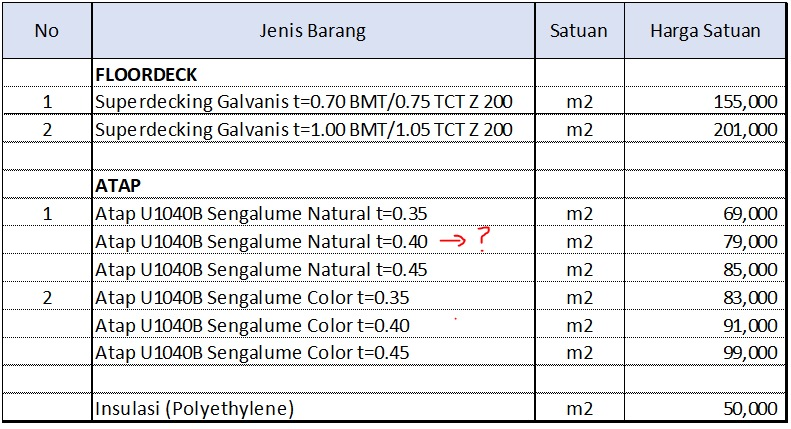 No Jenis Barang Satuan Harga Satuan
FLOORDECK
1 Superdecking Galvanis t=0.70 BMT/0.75 TCT Z 200 m2 155,000
2 Superdecking Galvanis t=1.00 BMT/1.05 TCT Z 200 m2 201,000
ATAP
1 Atap U1040B Sengalume Natural t=0.35 m2 69,000
Atap U1040B Sengalume Natural t=0.40 → ? m2 79,000
Atap U1040B Sengalume Natural t=0.45 m2 85,000
2 Atap U1040B Sengalume Color t=0.35 m2 83,000
Atap U1040B Sengalume Color t=0.40 m2 91,000
Atap U1040B Sengalume Color t=0.45 m2 99,000
Insulasi (Polyethylene) m2 50,000